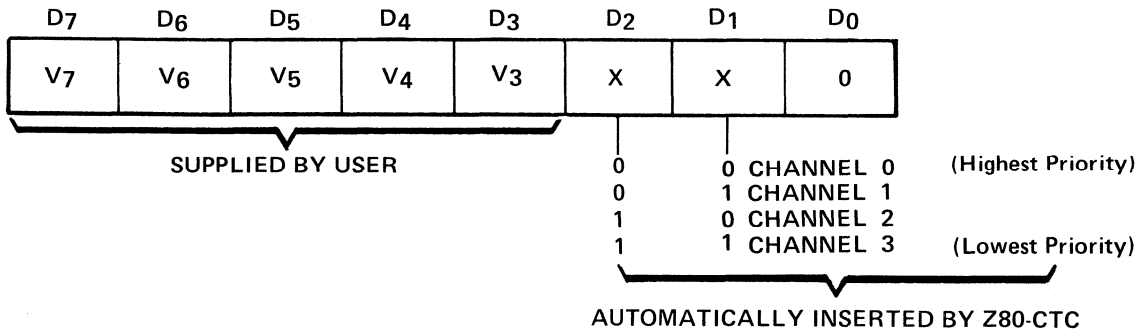 D7 D6 D5 D4 D3 D2 D1 D0
V7 V6 V5 V4 V3 X X 0
SUPPLIED BY USER
0 0 CHANNEL 0 (Highest Priority)
0 1 CHANNEL 1
1 0 CHANNEL 2
1 1 CHANNEL 3 (Lowest Priority)
AUTOMATICALLY INSERTED BY Z80-CTC